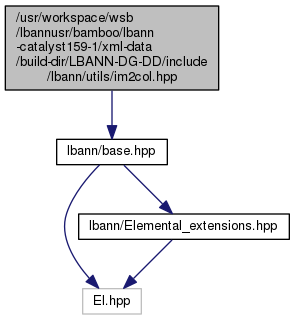 /usr/workspace/wsb
/lbannusr/bamboo/lbann
-catalyst159-1/xml-data
/build-dir/LBANN-DG-DD/include
/lbann/utils/im2col.hpp
lbann/base.hpp
lbann/Elemental_extensions.hpp
El.hpp